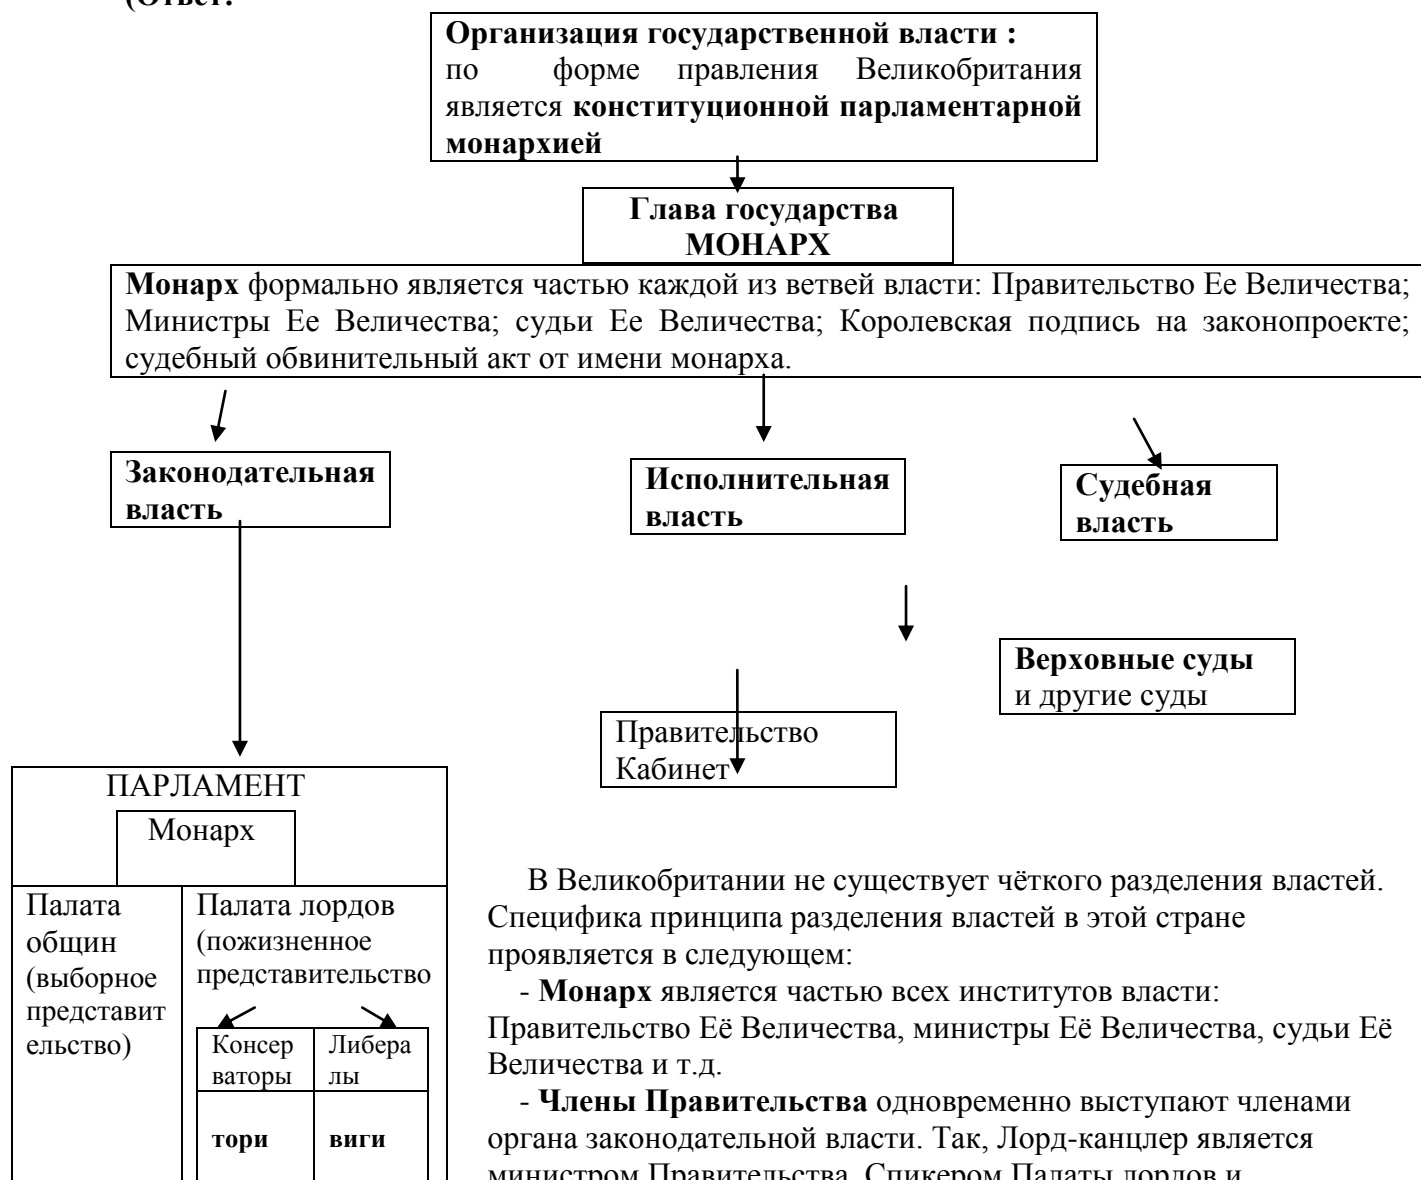 (Ответ:
Организация государственной власти :
по форме правления Великобритания
является конституционной парламентарной
монархией
Глава государства
МОНАРХ
Монарх формально является частью каждой из ветвей власти: Правительство Ее Величества;
Министры Ее Величества; судьи Ее Величества; Королевская подпись на законопроекте;
судебный обвинительный акт от имени монарха.
Законодательная
власть
Исполнительная
власть
Судебная
власть
Верховные суды
и другие суды
Правительство
Кабинет
ПАРЛАМЕНТ
Монарх
Палата
общин
(выборное
представит
ельство)
Палата лордов
(пожизненное
представительство
Консер
ваторы
Либера
лы
тори
виги
В Великобритании не существует чёткого разделения властей.
Специфика принципа разделения властей в этой стране
проявляется в следующем:
- Монарх является частью всех институтов власти:
Правительство Её Величества, министры Её Величества, судьи Её
Величества и т.д.
- Члены Правительства одновременно выступают членами
органа законодательной власти. Так, Лорд-канцлер является
министром Правительства, Спикером Палаты лордов и